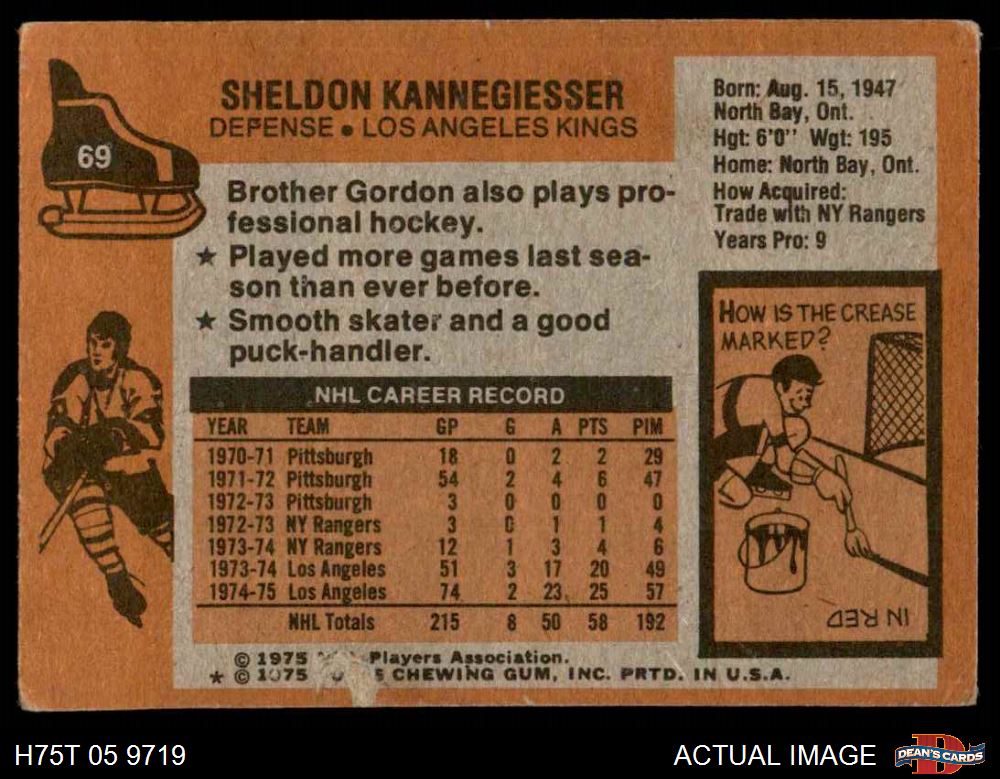 69
SHELDON KANNEGIESSER
DEFENSE • LOS ANGELES KINGS
Born: Aug. 15, 1947
North Bay, Ont.
Hgt: 6'0" Wgt: 195
Home: North Bay, Ont.
How Acquired:
Trade with NY Rangers
Years Pro: 9
Brother Gordon also plays pro-
fessional hockey.
★ Played more games last sea-
son than ever before.
★ Smooth skater and a good
puck-handler.
NHL CAREER RECORD
YEAR TEAM GP G A PTS PIM
1970-71 Pittsburgh 18 0 2 2 29
1971-72 Pittsburgh 54 2 4 6 47
1972-73 Pittsburgh 3 0 0 0 0
1972-73 NY Rangers 3 0 1 1 4
1973-74 NY Rangers 12 1 3 4 6
1973-74 Los Angeles 51 3 17 20 49
1974-75 Los Angeles 74 2 23 25 57
NHL Totals 215 8 50 58 192
HOW IS THE CREASE
MARKED?
IN RED
© 1975 Players Association.
★ © 1975 CHEWING GUM, INC. PRTD. IN U.S.A.
H75T 05 9719
ACTUAL IMAGE
DEAN'S CARDS